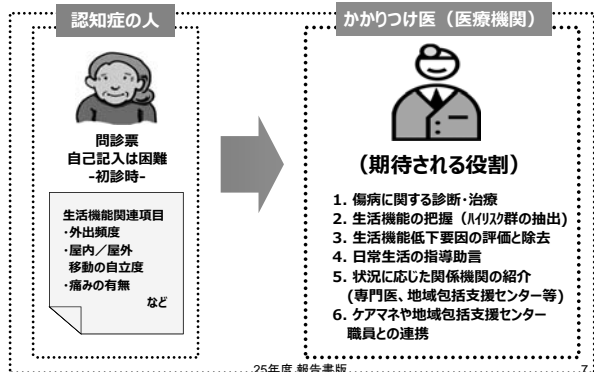 認知症の人
問診票
自己記入は困難
-初診時-
生活機能関連項目
・外出頻度
・屋内／屋外
移動の自立度
・痛みの有無
など
かかりつけ医（医療機関）
（期待される役割）
1. 傷病に関する診断・治療
2. 生活機能の把握（ハイリスク群の抽出）
3. 生活機能低下要因の評価と除去
4. 日常生活の指導助言
5. 状況に応じた関係機関の紹介
(専門医、地域包括支援センター等)
6. ケアマネや地域包括支援センター
職員との連携
25年度 報告書版
7